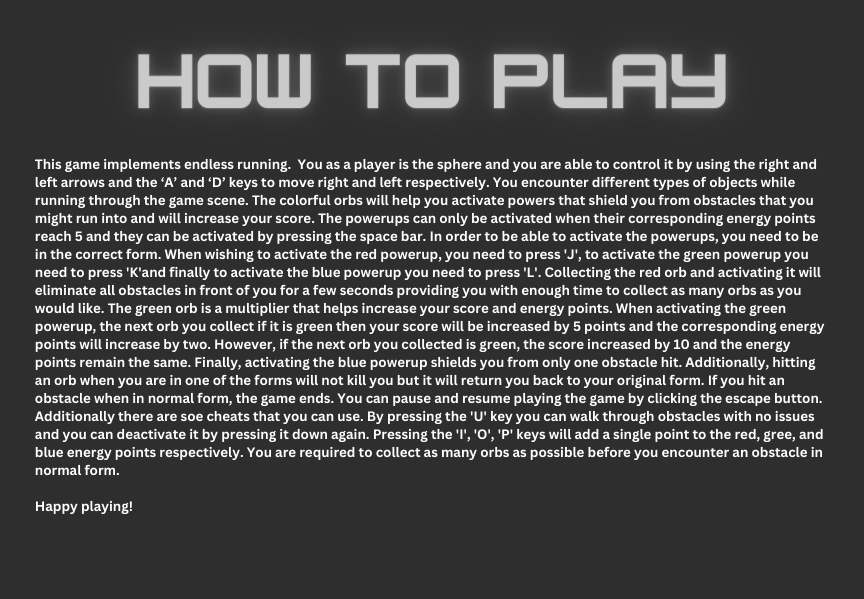 HOW TO PLAY
This game implements endless running.  You as a player is the sphere and you are able to control it by using the right and
left arrows and the ‘A’ and ‘D’ keys to move right and left respectively. You encounter different types of objects while
running through the game scene. The colorful orbs will help you activate powers that shield you from obstacles that you
might run into and will increase your score. The powerups can only be activated when their corresponding energy points
reach 5 and they can be activated by pressing the space bar. In order to be able to activate the powerups, you need to be
in the correct form. When wishing to activate the red powerup, you need to press 'J', to activate the green powerup you
need to press 'K'and finally to activate the blue powerup you need to press 'L'. Collecting the red orb and activating it will
eliminate all obstacles in front of you for a few seconds providing you with enough time to collect as many orbs as you
would like. The green orb is a multiplier that helps increase your score and energy points. When activating the green
powerup, the next orb you collect if it is green then your score will be increased by 5 points and the corresponding energy
points will increase by two. However, if the next orb you collected is green, the score increased by 10 and the energy
points remain the same. Finally, activating the blue powerup shields you from only one obstacle hit. Additionally, hitting
an orb when you are in one of the forms will not kill you but it will return you back to your original form. If you hit an
obstacle when in normal form, the game ends. You can pause and resume playing the game by clicking the escape button.
Additionally there are soe cheats that you can use. By pressing the 'U' key you can walk through obstacles with no issues
and you can deactivate it by pressing it down again. Pressing the 'I', 'O', 'P' keys will add a single point to the red, gree, and
blue energy points respectively. You are required to collect as many orbs as possible before you encounter an obstacle in
normal form.
Happy playing!